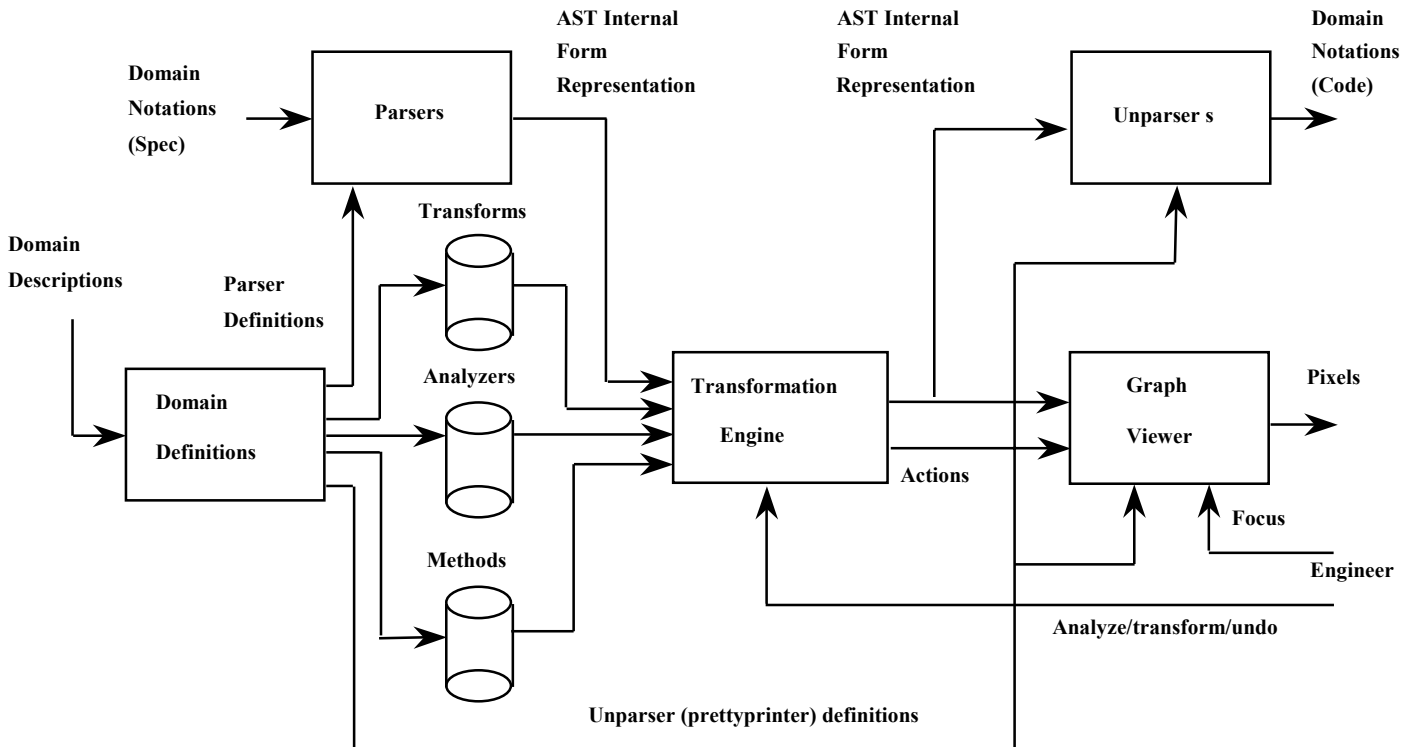 AST Internal
Form
Representation
AST Internal
Form
Representation
Domain
Notations
(Code)
Domain
Notations
(Spec)
Parsers
Unparser s
Transforms
Domain
Descriptions
Parser
Definitions
Analyzers
Domain
Definitions
Transformation
Engine
Graph
Viewer
Pixels
Actions
Focus
Methods
Engineer
Analyze/transform/undo
Unparser (prettyprinter) definitions